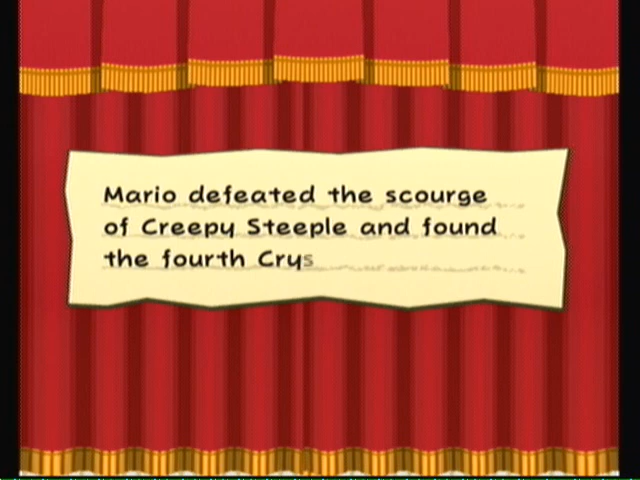 Mario defeated the scourge
of Creepy Steeple and found
the fourth Crys